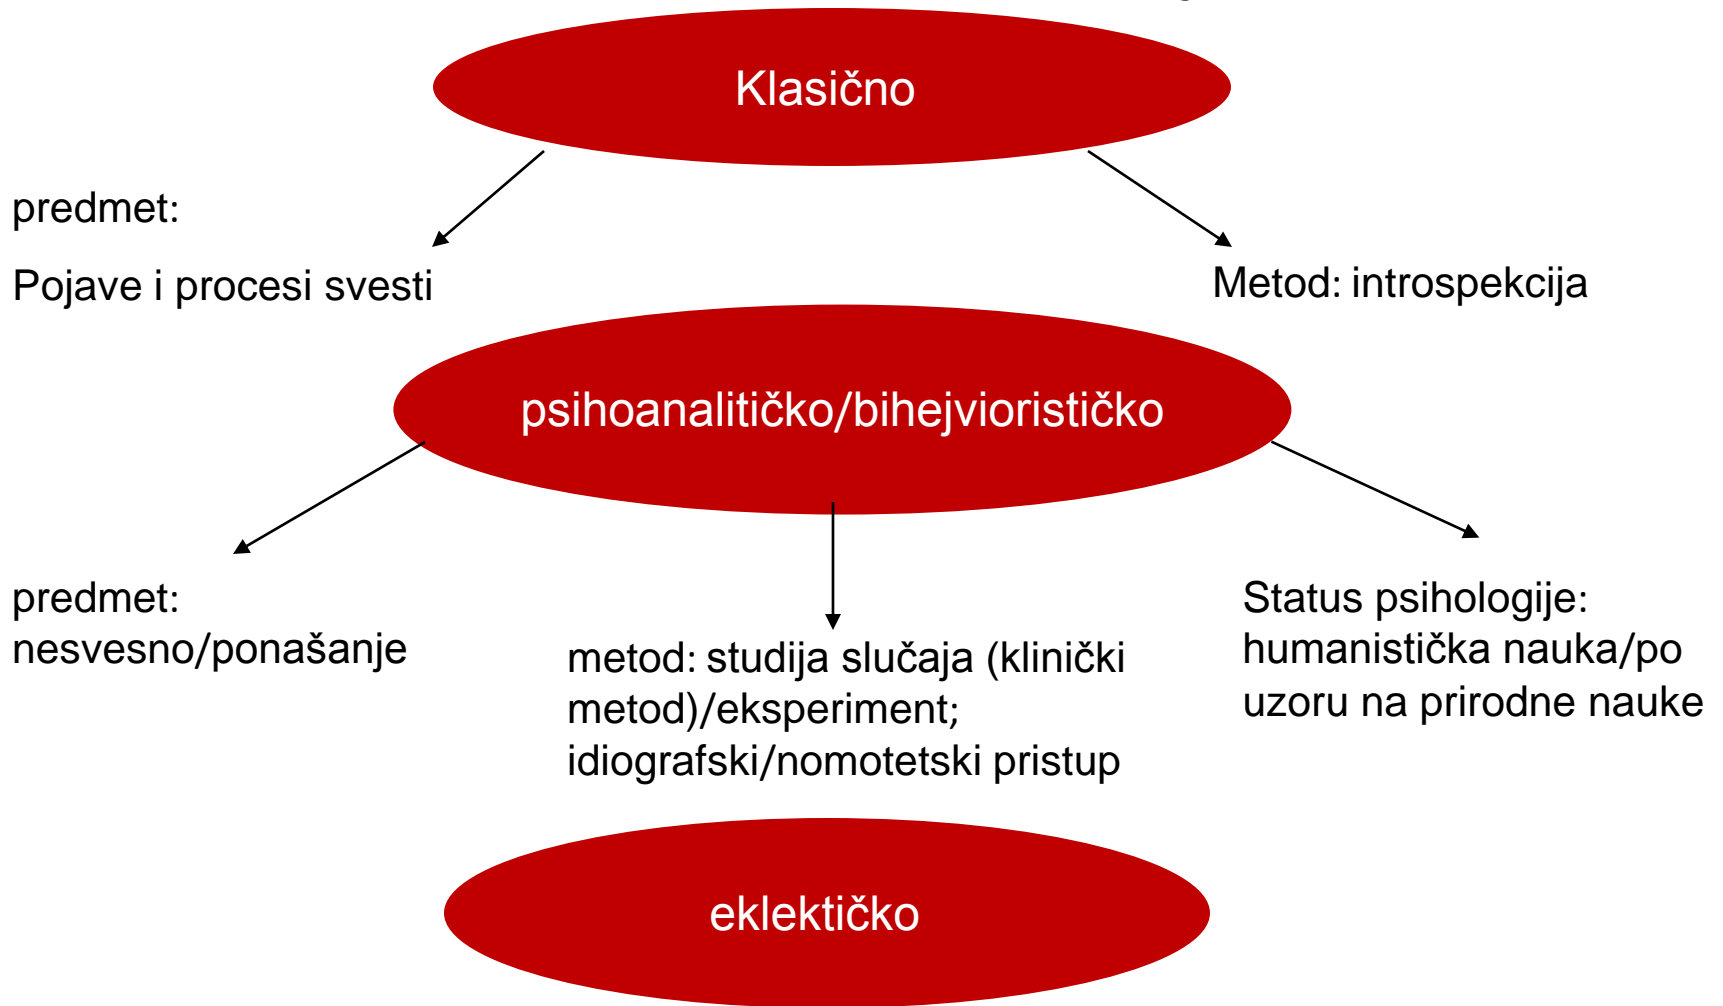 Klasično
predmet:
Pojave i procesi svesti
Metod: introspekcija
psihoanalitičko/bihejviorističko
predmet:
nesvesno/ponašanje
metod: studija slučaja (klinički
metod)/eksperiment;
idiografski/nomotetski pristup
Status psihologije:
humanistička nauka/po
uzoru na prirodne nauke
eklektičko